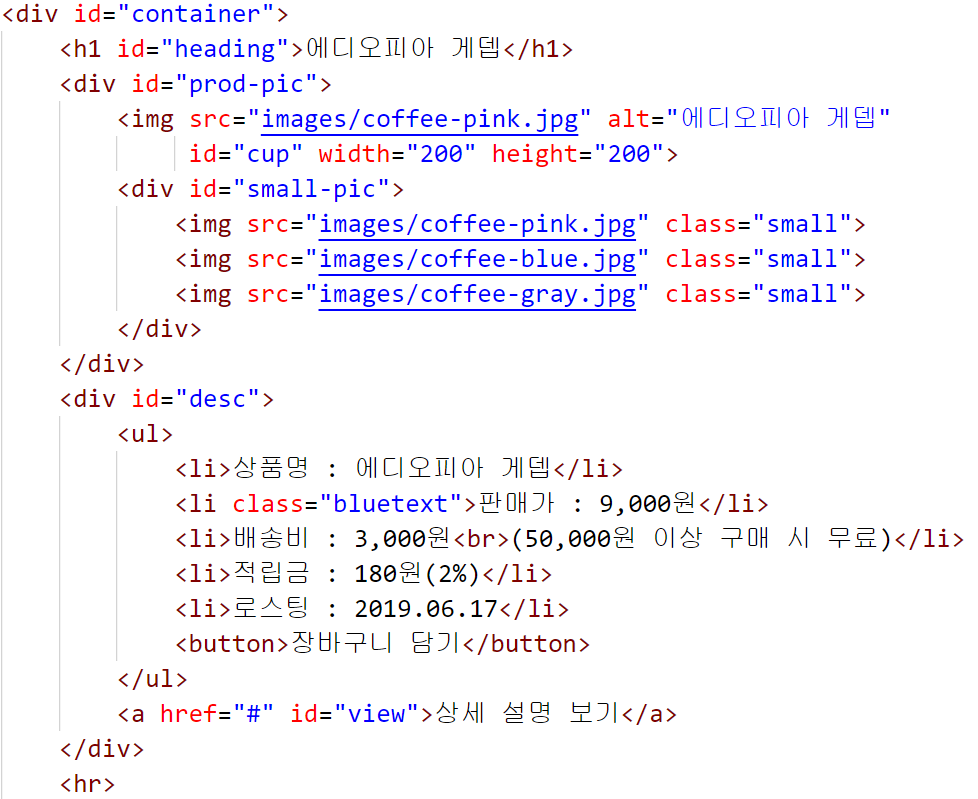 <div id="container">
<h1 id="heading">에디오피아 게뎁</h1>
<div id="prod-pic">
<img src="images/coffee-pink.jpg" alt="에디오피아 게뎁"
id="cup" width="200" height="200">
<div id="small-pic">
<img src="images/coffee-pink.jpg" class="small">
<img src="images/coffee-blue.jpg" class="small">
<img src="images/coffee-gray.jpg" class="small">
</div>
</div>
<div id="desc">
<ul>
<li>상품명 : 에디오피아 게뎁</li>
<li class="bluetext">판매가 : 9,000원</li>
<li>배송비 : 3,000원<br>(50,000원 이상 구매 시 무료)</li>
<li>적립금 : 180원(2%)</li>
<li>로스팅 : 2019.06.17</li>
<button>장바구니 담기</button>
</ul>
<a href="#" id="view">상세 설명 보기</a>
</div>
<hr>